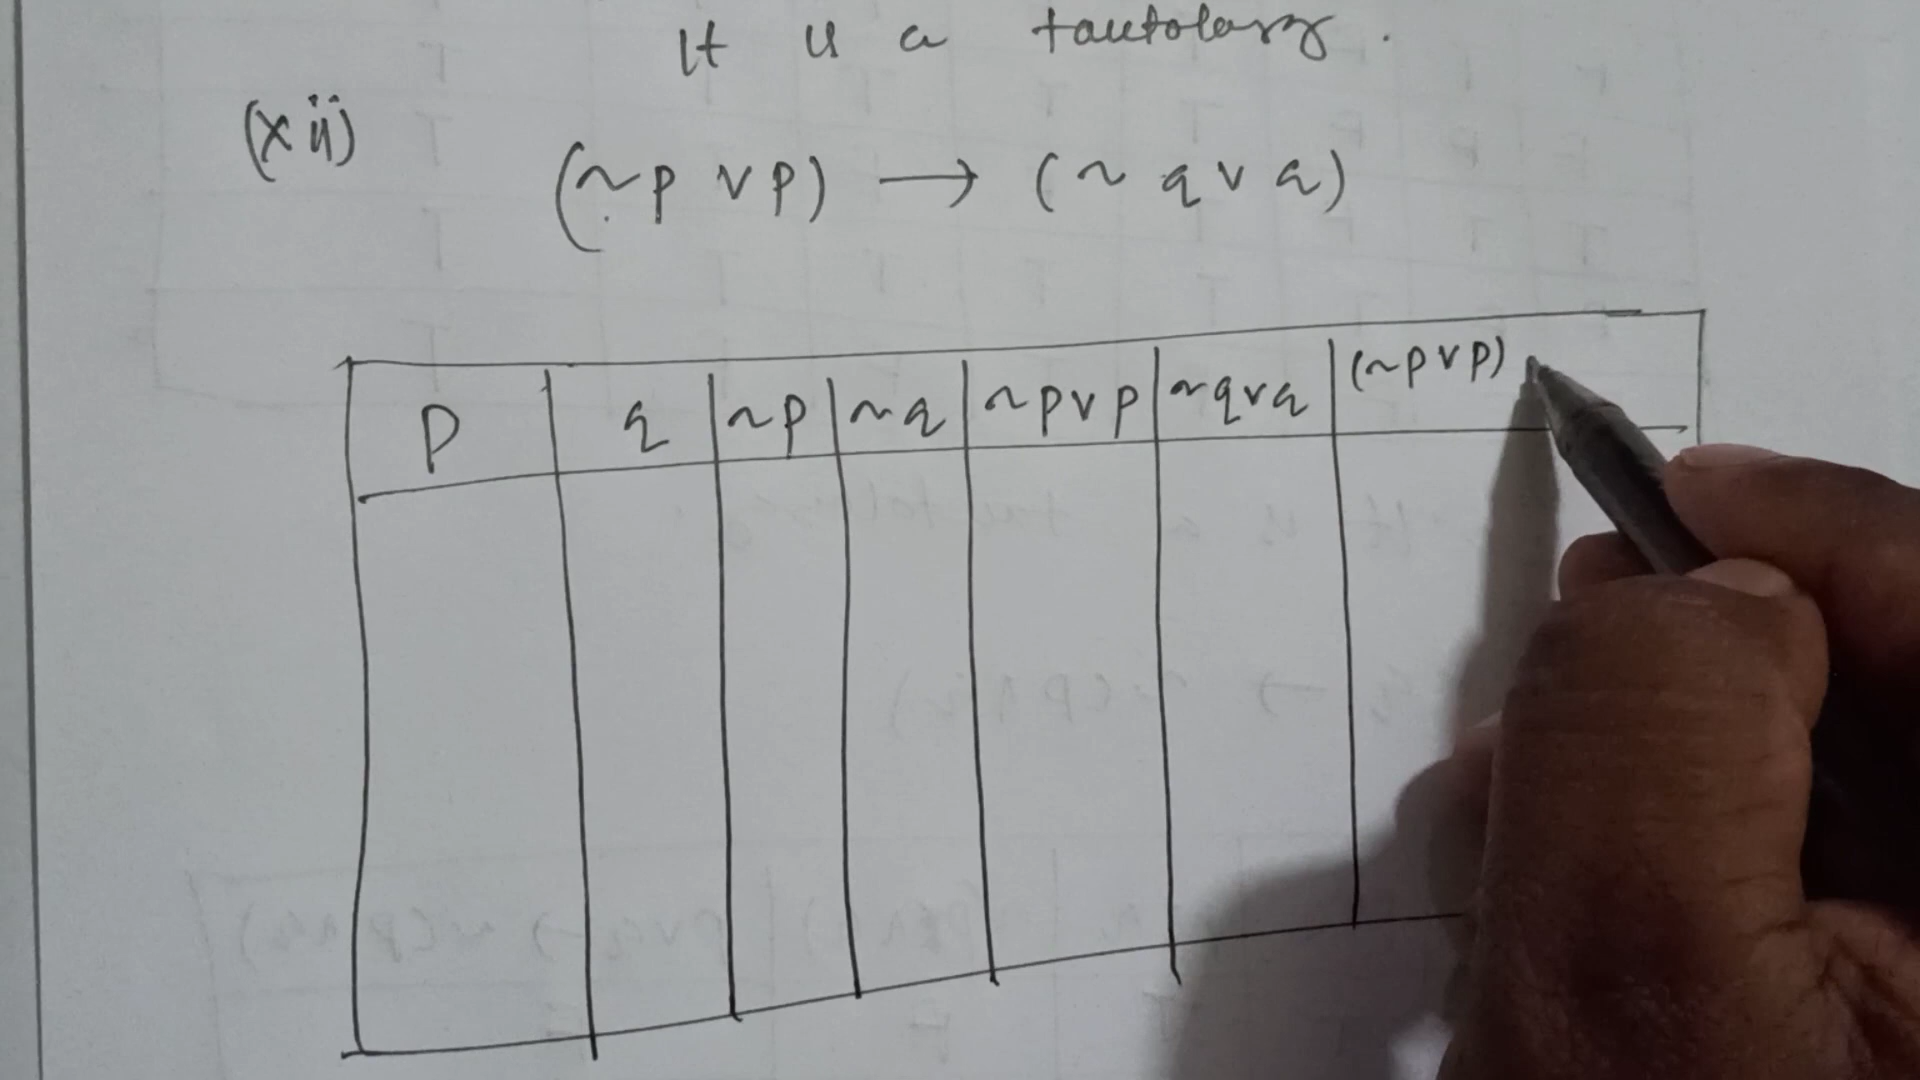 It is a tautology.
(xii)
(~p ∨ p) → (~q ∨ q)
p q ~p ~q ~p∨p ~q∨q (~p∨p)